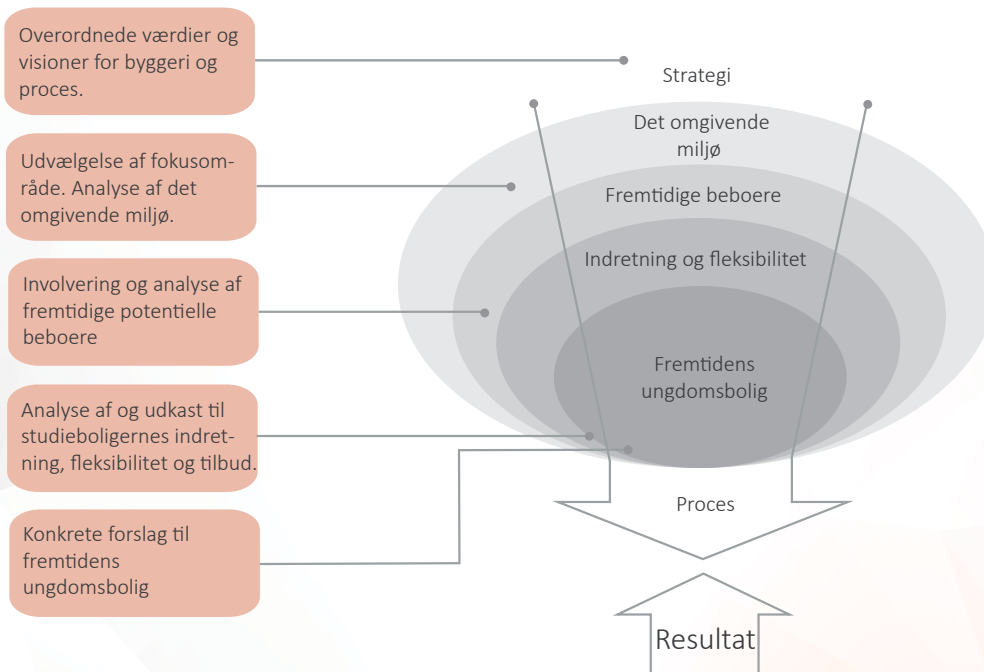 Overordnede værdier og
visioner for byggeri og
proces.
Udvælgelse af fokusom-
råde. Analyse af det
omgivende miljø.
Involvering og analyse af
fremtidige potentielle
beboere
Analyse af og udkast til
studieboligernes indret-
ning, fleksibilitet og tilbud.
Konkrete forslag til
fremtidens
ungdomsbolig
Strategi
Det omgivende
miljø
Fremtidige beboere
Indretning og fleksibilitet
Fremtidens
ungdomsbolig
Proces
Resultat